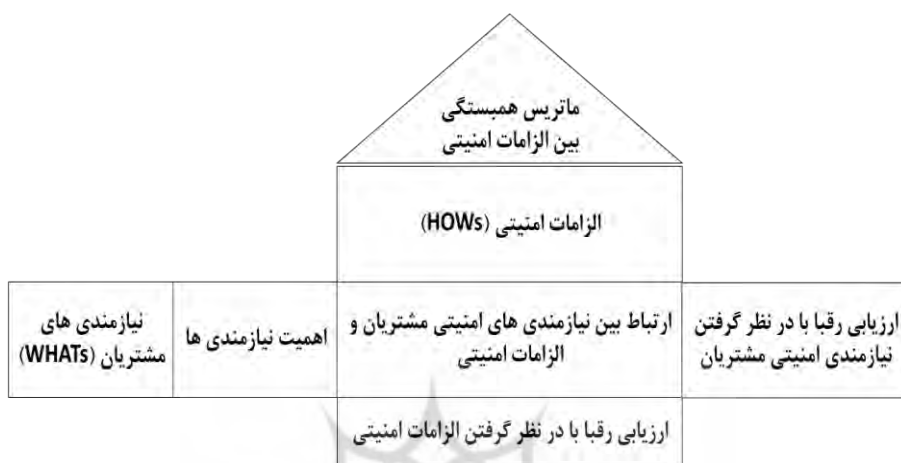 ماتریس همبستگی
بین الزامات امنیتی
الزامات امنیتی (HOWs)
ارزیابی رقبا با در نظر گرفتن
نیازمندی امنیتی مشتریان
ارتباط بین نیازمندی های امنیتی مشتریان و
الزامات امنیتی
اهمیت نیازمندی ها
نیازمندی های
مشتریان (WHATs)
ارزیابی رقبا با در نظر گرفتن الزامات امنیتی